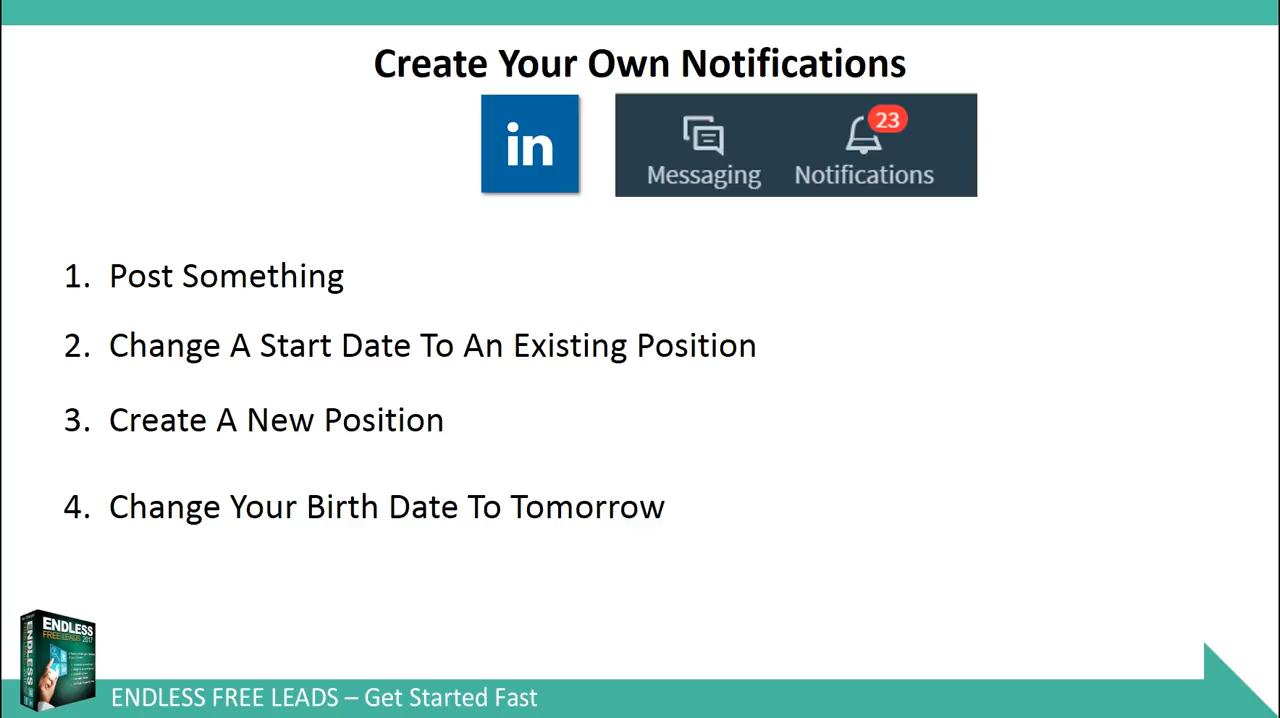 Create Your Own Notifications
in
23
Messaging Notifications
1. Post Something
2. Change A Start Date To An Existing Position
3. Create A New Position
4. Change Your Birth Date To Tomorrow
ENDLESS
FREE LEADS 2017
ENDLESS
ENDLESS FREE LEADS – Get Started Fast